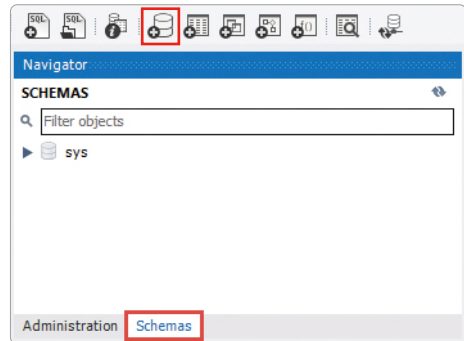 SQL SQL
Navigator
SCHEMAS
Filter objects
sys
Administration Schemas